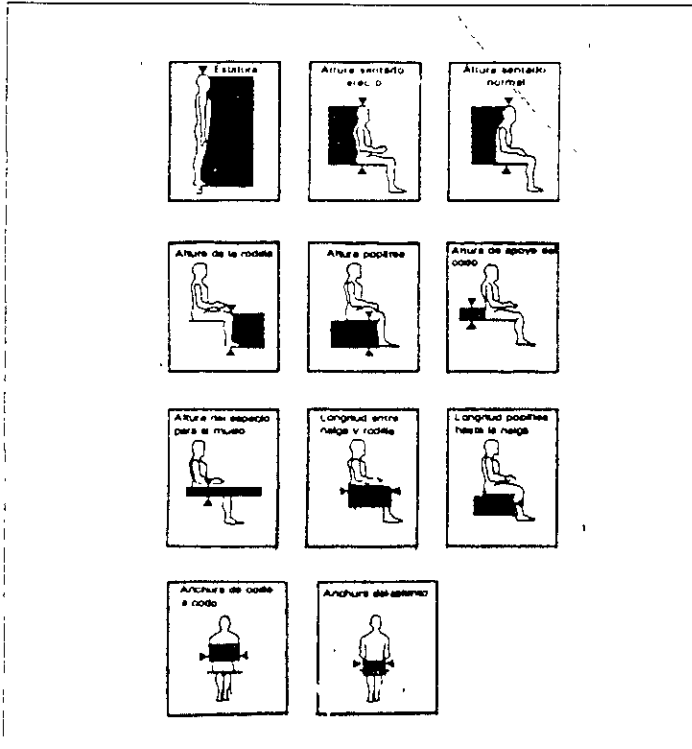 Estatura
Altura sentado
erecto
Altura sentado
normal
Altura de la rodilla
Altura poplítea
Altura de apoyo del
codo
Altura del espacio
para el muslo
Longitud entre
nalga y rodilla
Longitud poplítea
hasta la nalga
Anchura de codo
a codo
Anchura del asiento